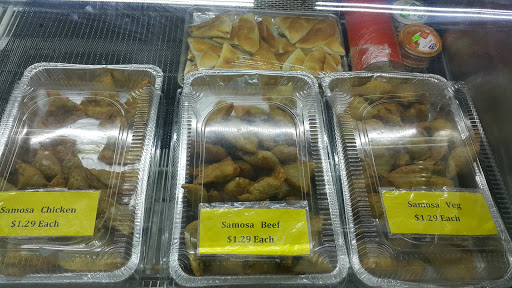 Samosa Chicken
$1.29 Each
Samosa Beef
$1.29 Each
Samosa Veg
$1.29 Each